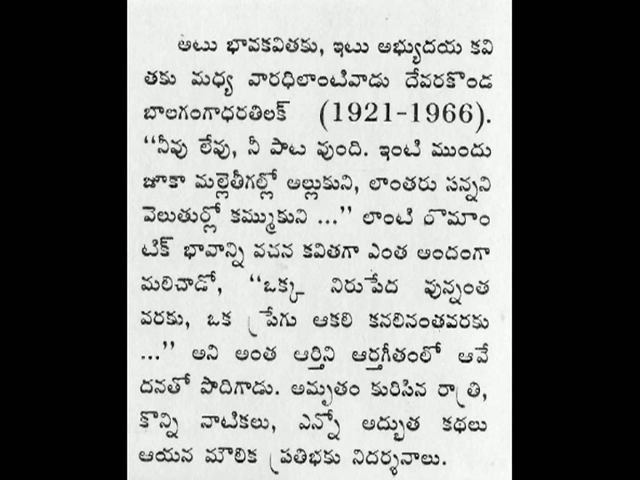 అటు భావకవితకు, ఇటు అభ్యుదయ కవి
తకు మధ్య వారధిలాంటివాడు దేవరకొండ
బాలగంగాధరతిలక్ (1921-1966).
“నీవు లేవు, నీ పాట వుంది. ఇంటి ముందు
జూకా మల్లెతీగల్లో అల్లుకుని, లాంతరు సన్నని
వెలుతుర్లో కమ్ముకుని ...” లాంటి రొమాం
టిక్ భావాన్ని వచన కవితగా ఎంత అందంగా
మలిచాడో, “ఒక్క నిరుపేద వున్నంత
వరకు, ఒక ప్రేగు ఆకలి కనలినంతవరకు
...” అని అంత ఆర్తిని ఆర్తగీతంలో ఆవే
దనతో పొదిగాడు. అమృతం కురిసిన రాత్రి,
కొన్ని నాటికలు, ఎన్నో అద్భుత కథలు
ఆయన మౌలిక ప్రతిభకు నిదర్శనాలు.